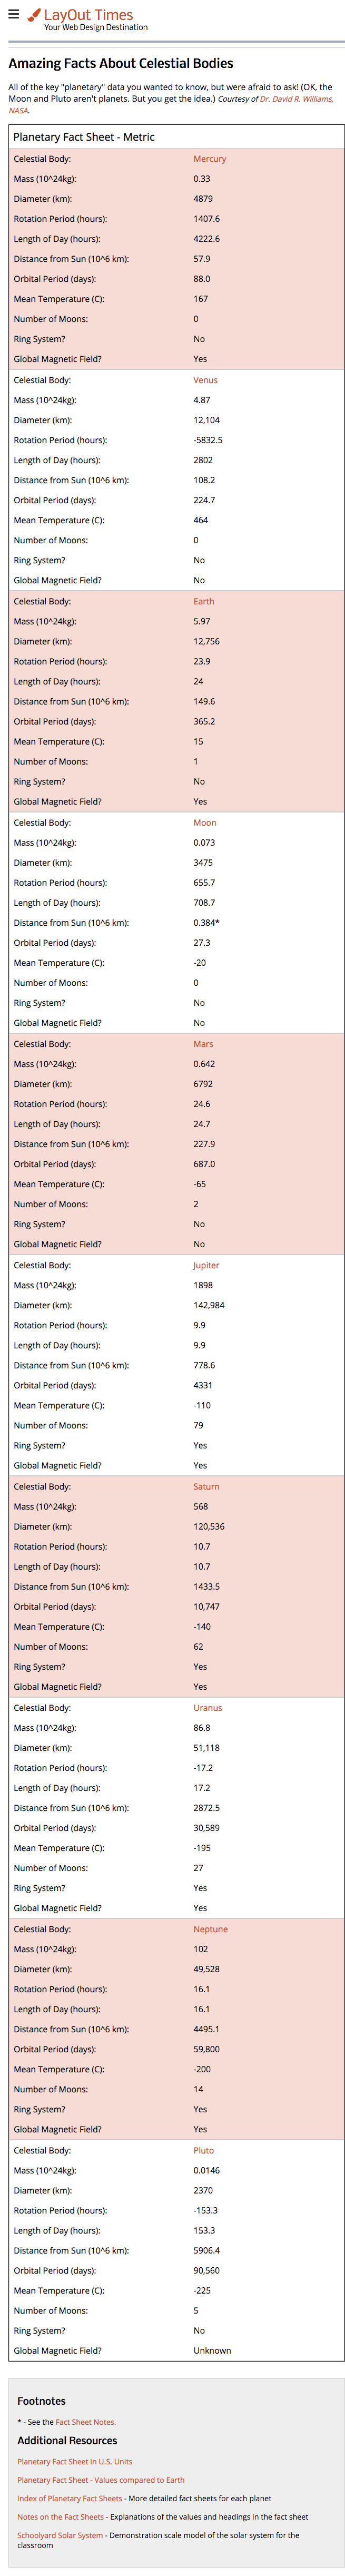 LayOut Times
Your Web Design Destination
Amazing Facts About Celestial Bodies
All of the key "planetary" data you wanted to know, but were afraid to ask! (OK, the
Moon and Pluto aren't planets. But you get the idea.) Courtesy of Dr. David R. Williams,
NASA.
Planetary Fact Sheet - Metric
Celestial Body: Mercury
Mass (10^24kg): 0.33
Diameter (km): 4879
Rotation Period (hours): 1407.6
Length of Day (hours): 4222.6
Distance from Sun (10^6 km): 57.9
Orbital Period (days): 88.0
Mean Temperature (C): 167
Number of Moons: 0
Ring System? No
Global Magnetic Field? Yes
Celestial Body: Venus
Mass (10^24kg): 4.87
Diameter (km): 12,104
Rotation Period (hours): -5832.5
Length of Day (hours): 2802
Distance from Sun (10^6 km): 108.2
Orbital Period (days): 224.7
Mean Temperature (C): 464
Number of Moons: 0
Ring System? No
Global Magnetic Field? No
Celestial Body: Earth
Mass (10^24kg): 5.97
Diameter (km): 12,756
Rotation Period (hours): 23.9
Length of Day (hours): 24
Distance from Sun (10^6 km): 149.6
Orbital Period (days): 365.2
Mean Temperature (C): 15
Number of Moons: 1
Ring System? No
Global Magnetic Field? Yes
Celestial Body: Moon
Mass (10^24kg): 0.073
Diameter (km): 3475
Rotation Period (hours): 655.7
Length of Day (hours): 708.7
Distance from Sun (10^6 km): 0.384*
Orbital Period (days): 27.3
Mean Temperature (C): -20
Number of Moons: 0
Ring System? No
Global Magnetic Field? No
Celestial Body: Mars
Mass (10^24kg): 0.642
Diameter (km): 6792
Rotation Period (hours): 24.6
Length of Day (hours): 24.7
Distance from Sun (10^6 km): 227.9
Orbital Period (days): 687.0
Mean Temperature (C): -65
Number of Moons: 2
Ring System? No
Global Magnetic Field? No
Celestial Body: Jupiter
Mass (10^24kg): 1898
Diameter (km): 142,984
Rotation Period (hours): 9.9
Length of Day (hours): 9.9
Distance from Sun (10^6 km): 778.6
Orbital Period (days): 4331
Mean Temperature (C): -110
Number of Moons: 79
Ring System? Yes
Global Magnetic Field? Yes
Celestial Body: Saturn
Mass (10^24kg): 568
Diameter (km): 120,536
Rotation Period (hours): 10.7
Length of Day (hours): 10.7
Distance from Sun (10^6 km): 1433.5
Orbital Period (days): 10,747
Mean Temperature (C): -140
Number of Moons: 62
Ring System? Yes
Global Magnetic Field? Yes
Celestial Body: Uranus
Mass (10^24kg): 86.8
Diameter (km): 51,118
Rotation Period (hours): -17.2
Length of Day (hours): 17.2
Distance from Sun (10^6 km): 2872.5
Orbital Period (days): 30,589
Mean Temperature (C): -195
Number of Moons: 27
Ring System? Yes
Global Magnetic Field? Yes
Celestial Body: Neptune
Mass (10^24kg): 102
Diameter (km): 49,528
Rotation Period (hours): 16.1
Length of Day (hours): 16.1
Distance from Sun (10^6 km): 4495.1
Orbital Period (days): 59,800
Mean Temperature (C): -200
Number of Moons: 14
Ring System? Yes
Global Magnetic Field? Yes
Celestial Body: Pluto
Mass (10^24kg): 0.0146
Diameter (km): 2370
Rotation Period (hours): -153.3
Length of Day (hours): 153.3
Distance from Sun (10^6 km): 5906.4
Orbital Period (days): 90,560
Mean Temperature (C): -225
Number of Moons: 5
Ring System? No
Global Magnetic Field? Unknown
Footnotes
* - See the Fact Sheet Notes.
Additional Resources
Planetary Fact Sheet in U.S. Units
Planetary Fact Sheet - Values compared to Earth
Index of Planetary Fact Sheets - More detailed fact sheets for each planet
Notes on the Fact Sheets - Explanations of the values and headings in the fact sheet
Schoolyard Solar System - Demonstration scale model of the solar system for the
classroom